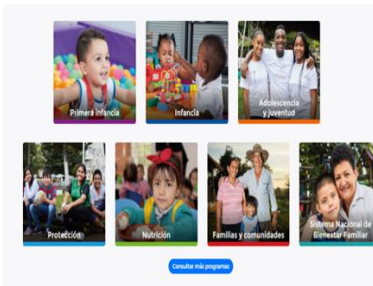 Primera infancia
Infancia
Adolescencia
y juventud
Protección
Nutrición
Familias y comunidades
Sistema Nacional de
Bienestar Familiar
Consultar más programas